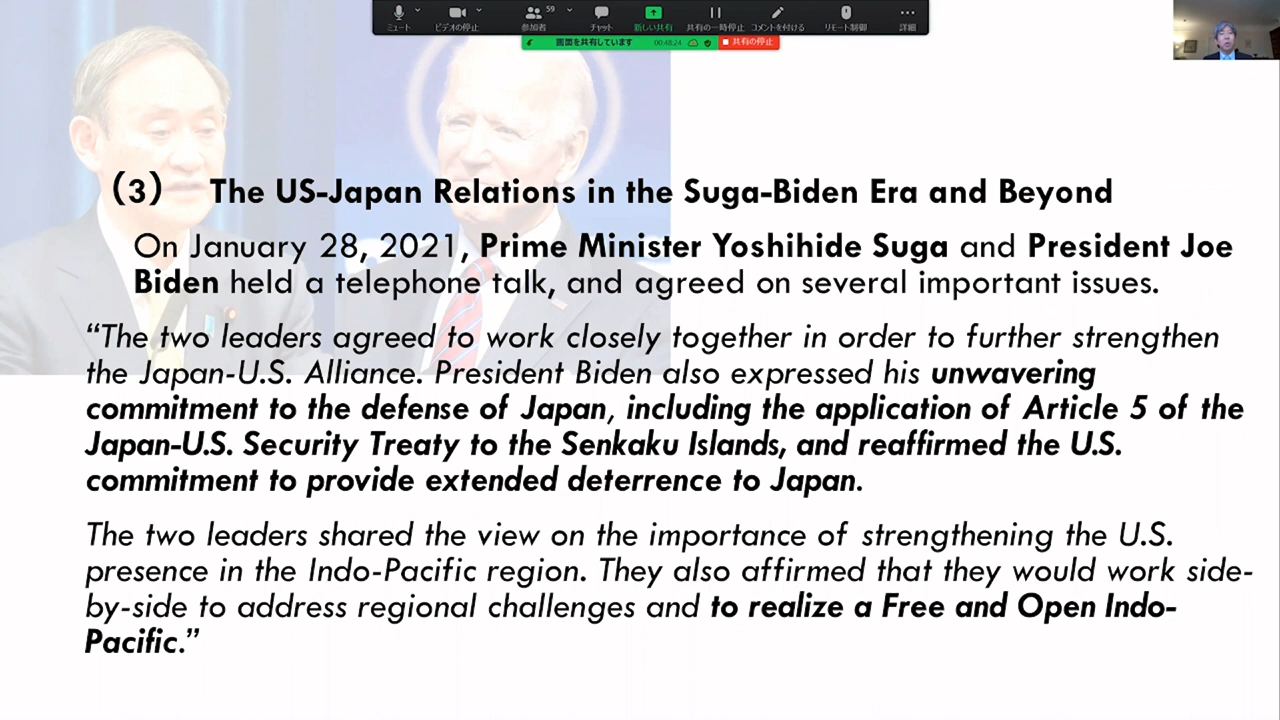 59
ミュート
ビデオの停止
参加者
チャット
新しい共有
共有の一時停止
コメントを付ける
リモート制御
詳細
画面を共有しています
00:48:24
共有の停止
（3） The US-Japan Relations in the Suga-Biden Era and Beyond
On January 28, 2021, Prime Minister Yoshihide Suga and President Joe
Biden held a telephone talk, and agreed on several important issues.
“The two leaders agreed to work closely together in order to further strengthen
the Japan-U.S. Alliance. President Biden also expressed his unwavering
commitment to the defense of Japan, including the application of Article 5 of the
Japan-U.S. Security Treaty to the Senkaku Islands, and reaffirmed the U.S.
commitment to provide extended deterrence to Japan.
The two leaders shared the view on the importance of strengthening the U.S.
presence in the Indo-Pacific region. They also affirmed that they would work side-
by-side to address regional challenges and to realize a Free and Open Indo-
Pacific.”